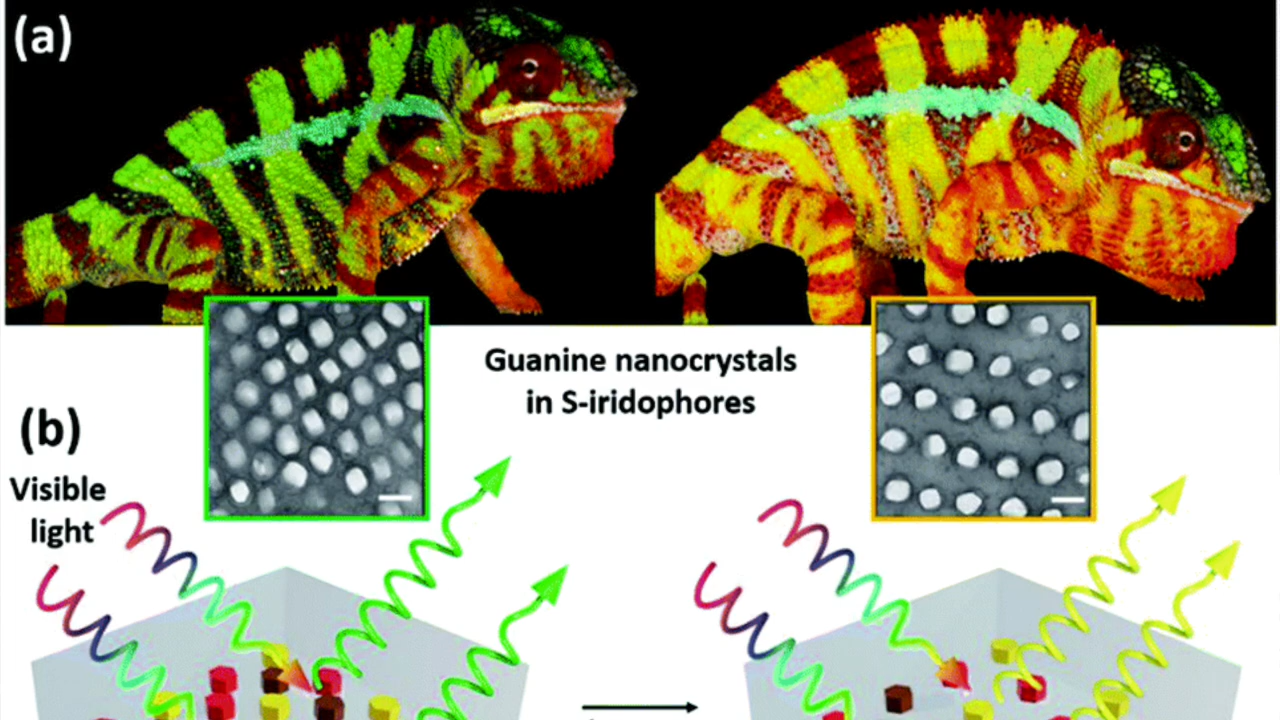 (a)
Guanine nanocrystals
in S-iridophores
(b)
Visible
light